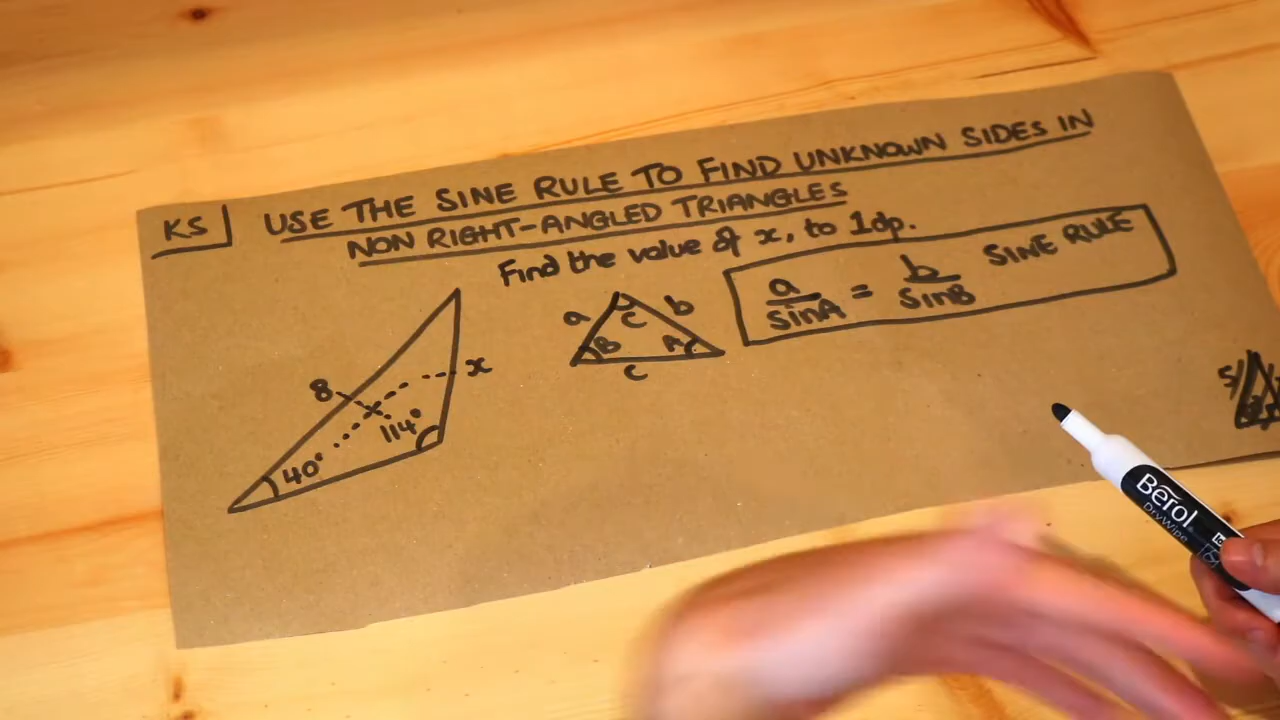 KS
USE THE SINE RULE TO FIND UNKNOWN SIDES IN
NON RIGHT-ANGLED TRIANGLES
Find the value of x, to 1dp.
a/sinA = b/sinB SINE RULE
a
b
C
B
A
c
8
x
114°
40°
Berol
DryWipe